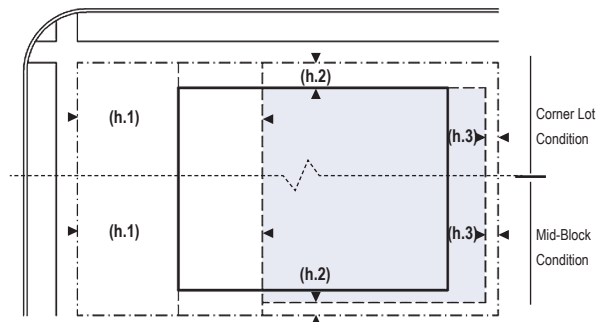 (h.2)
(h.1)
(h.3)
Corner Lot
Condition
(h.1)
(h.3)
Mid-Block
Condition
(h.2)